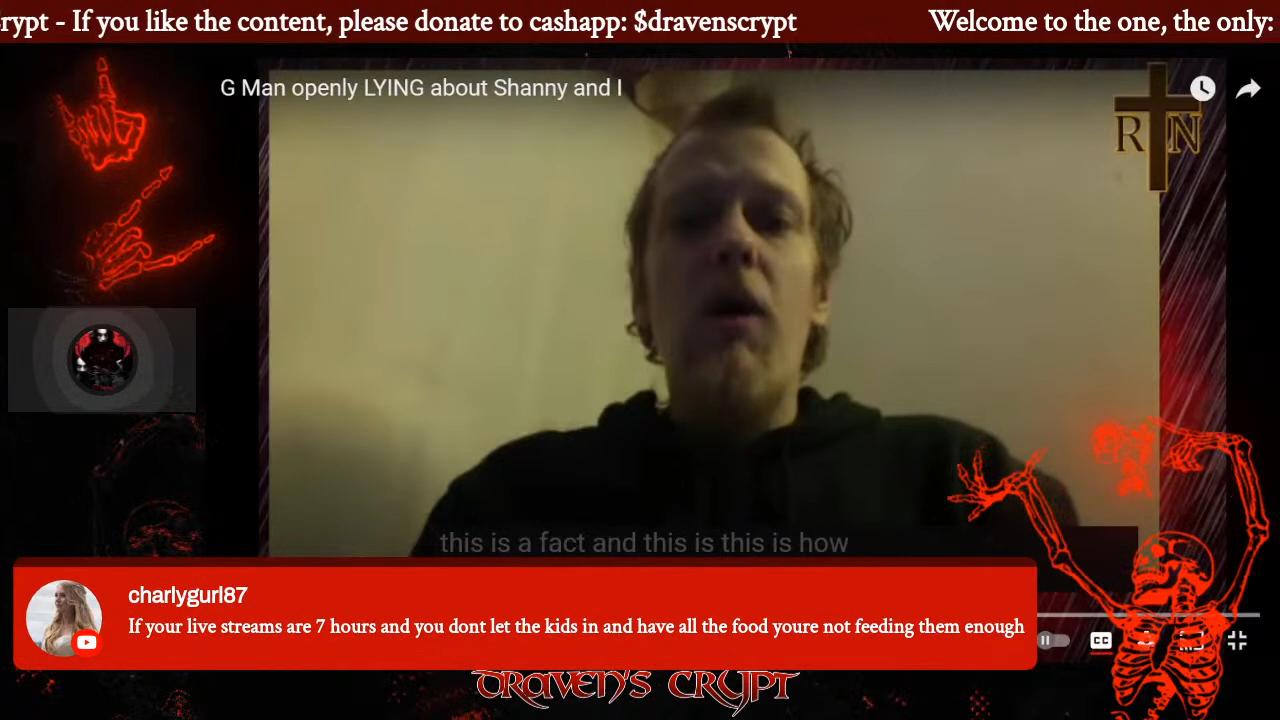 rypt - If you like the content, please donate to cashapp: $dravenscrypt Welcome to the one, the only:
G Man openly LYING about Shanny and I
R N
this is a fact and this is this is how
charlygurl87
If your live streams are 7 hours and you dont let the kids in and have all the food youre not feeding them enough
CC
DRAVEN'S CRYPT